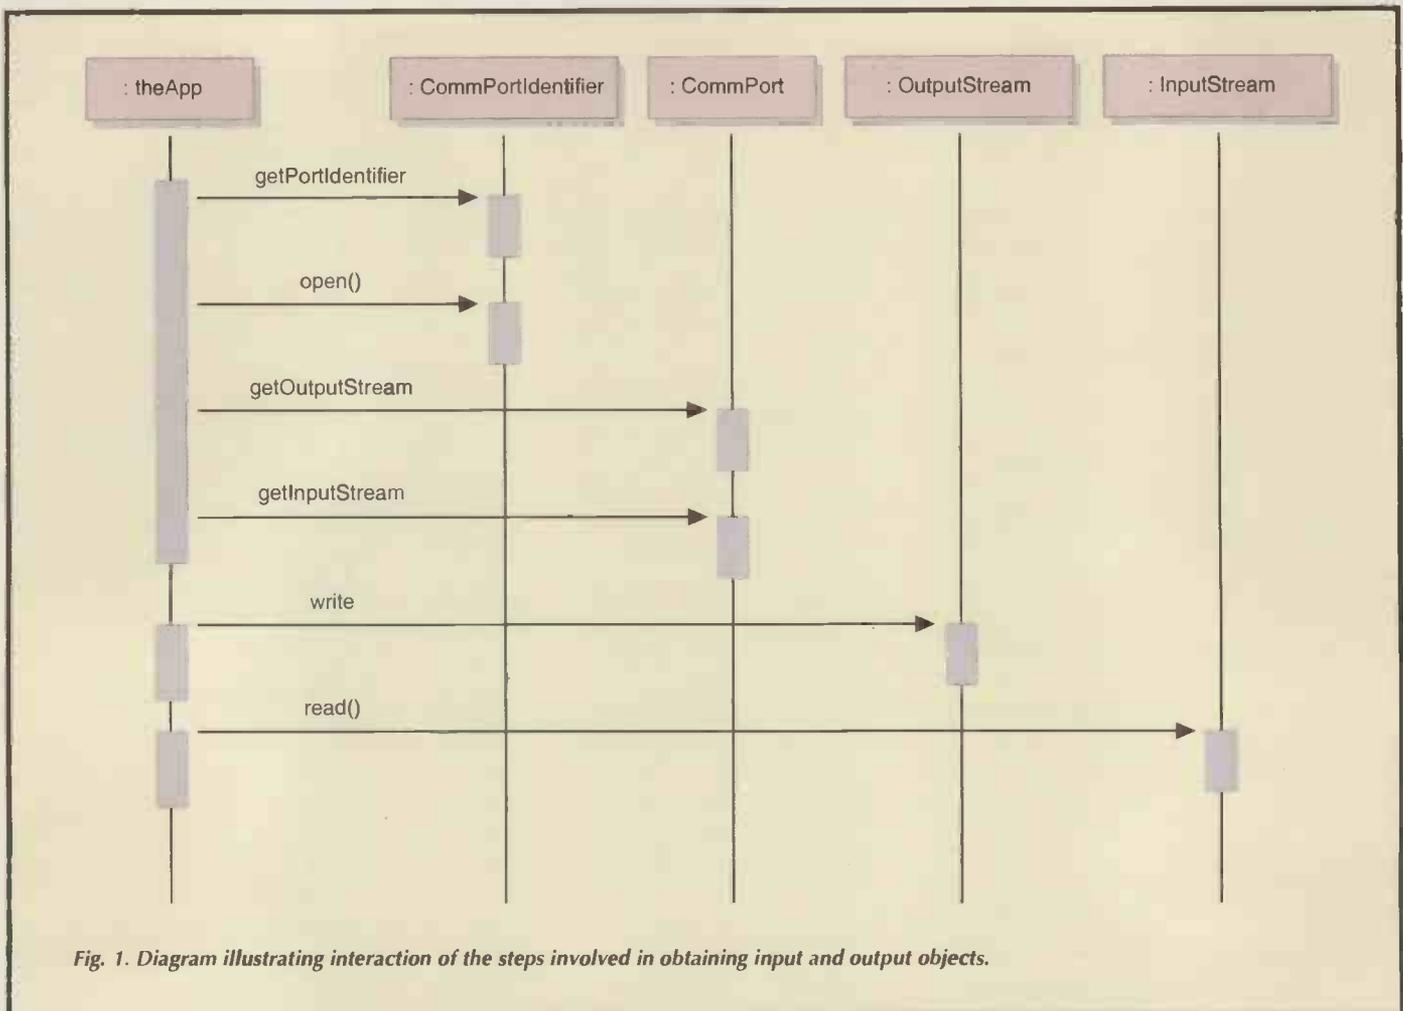 : theApp
: CommPortIdentifier
: CommPort
: OutputStream
: InputStream
getPortIdentifier
open()
getOutputStream
getInputStream
write
read()
Fig. 1. Diagram illustrating interaction of the steps involved in obtaining input and output objects.